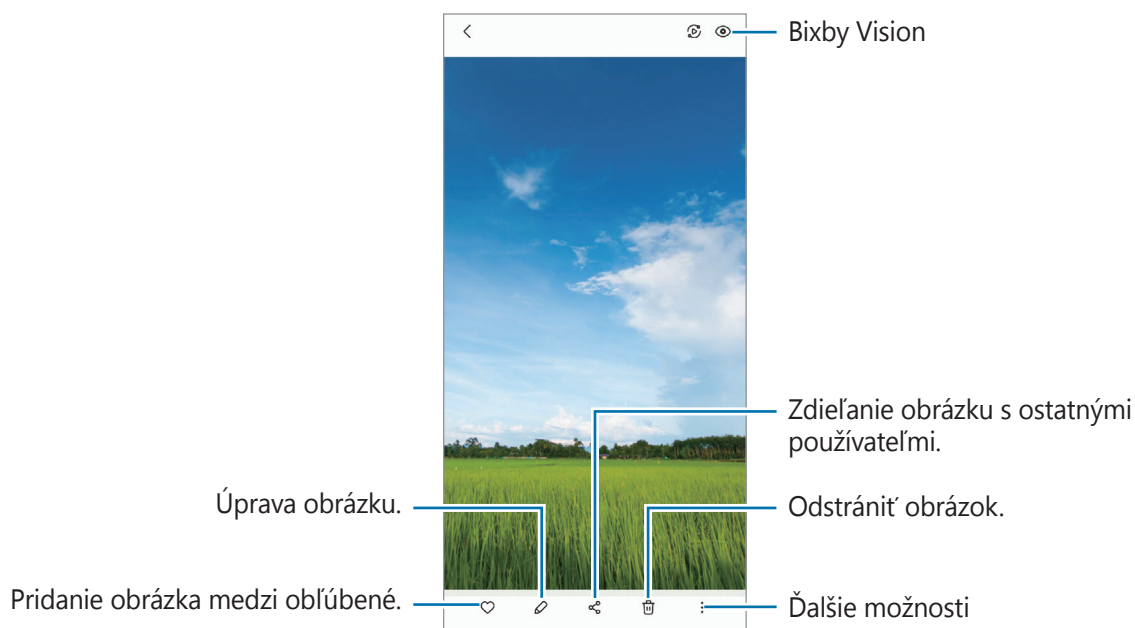 Bixby Vision
Zdieľanie obrázku s ostatnými
používateľmi.
Úprava obrázku.
Odstrániť obrázok.
Pridanie obrázka medzi obľúbené.
Ďalšie možnosti